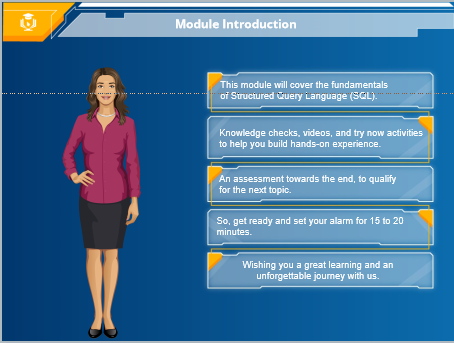 Module Introduction
This module will cover the fundamentals
of Structured Query Language (SQL).
Knowledge checks, videos, and try now activities
to help you build hands-on experience.
An assessment towards the end, to qualify
for the next topic.
So, get ready and set your alarm for 15 to 20
minutes.
Wishing you a great learning and an
unforgettable journey with us.